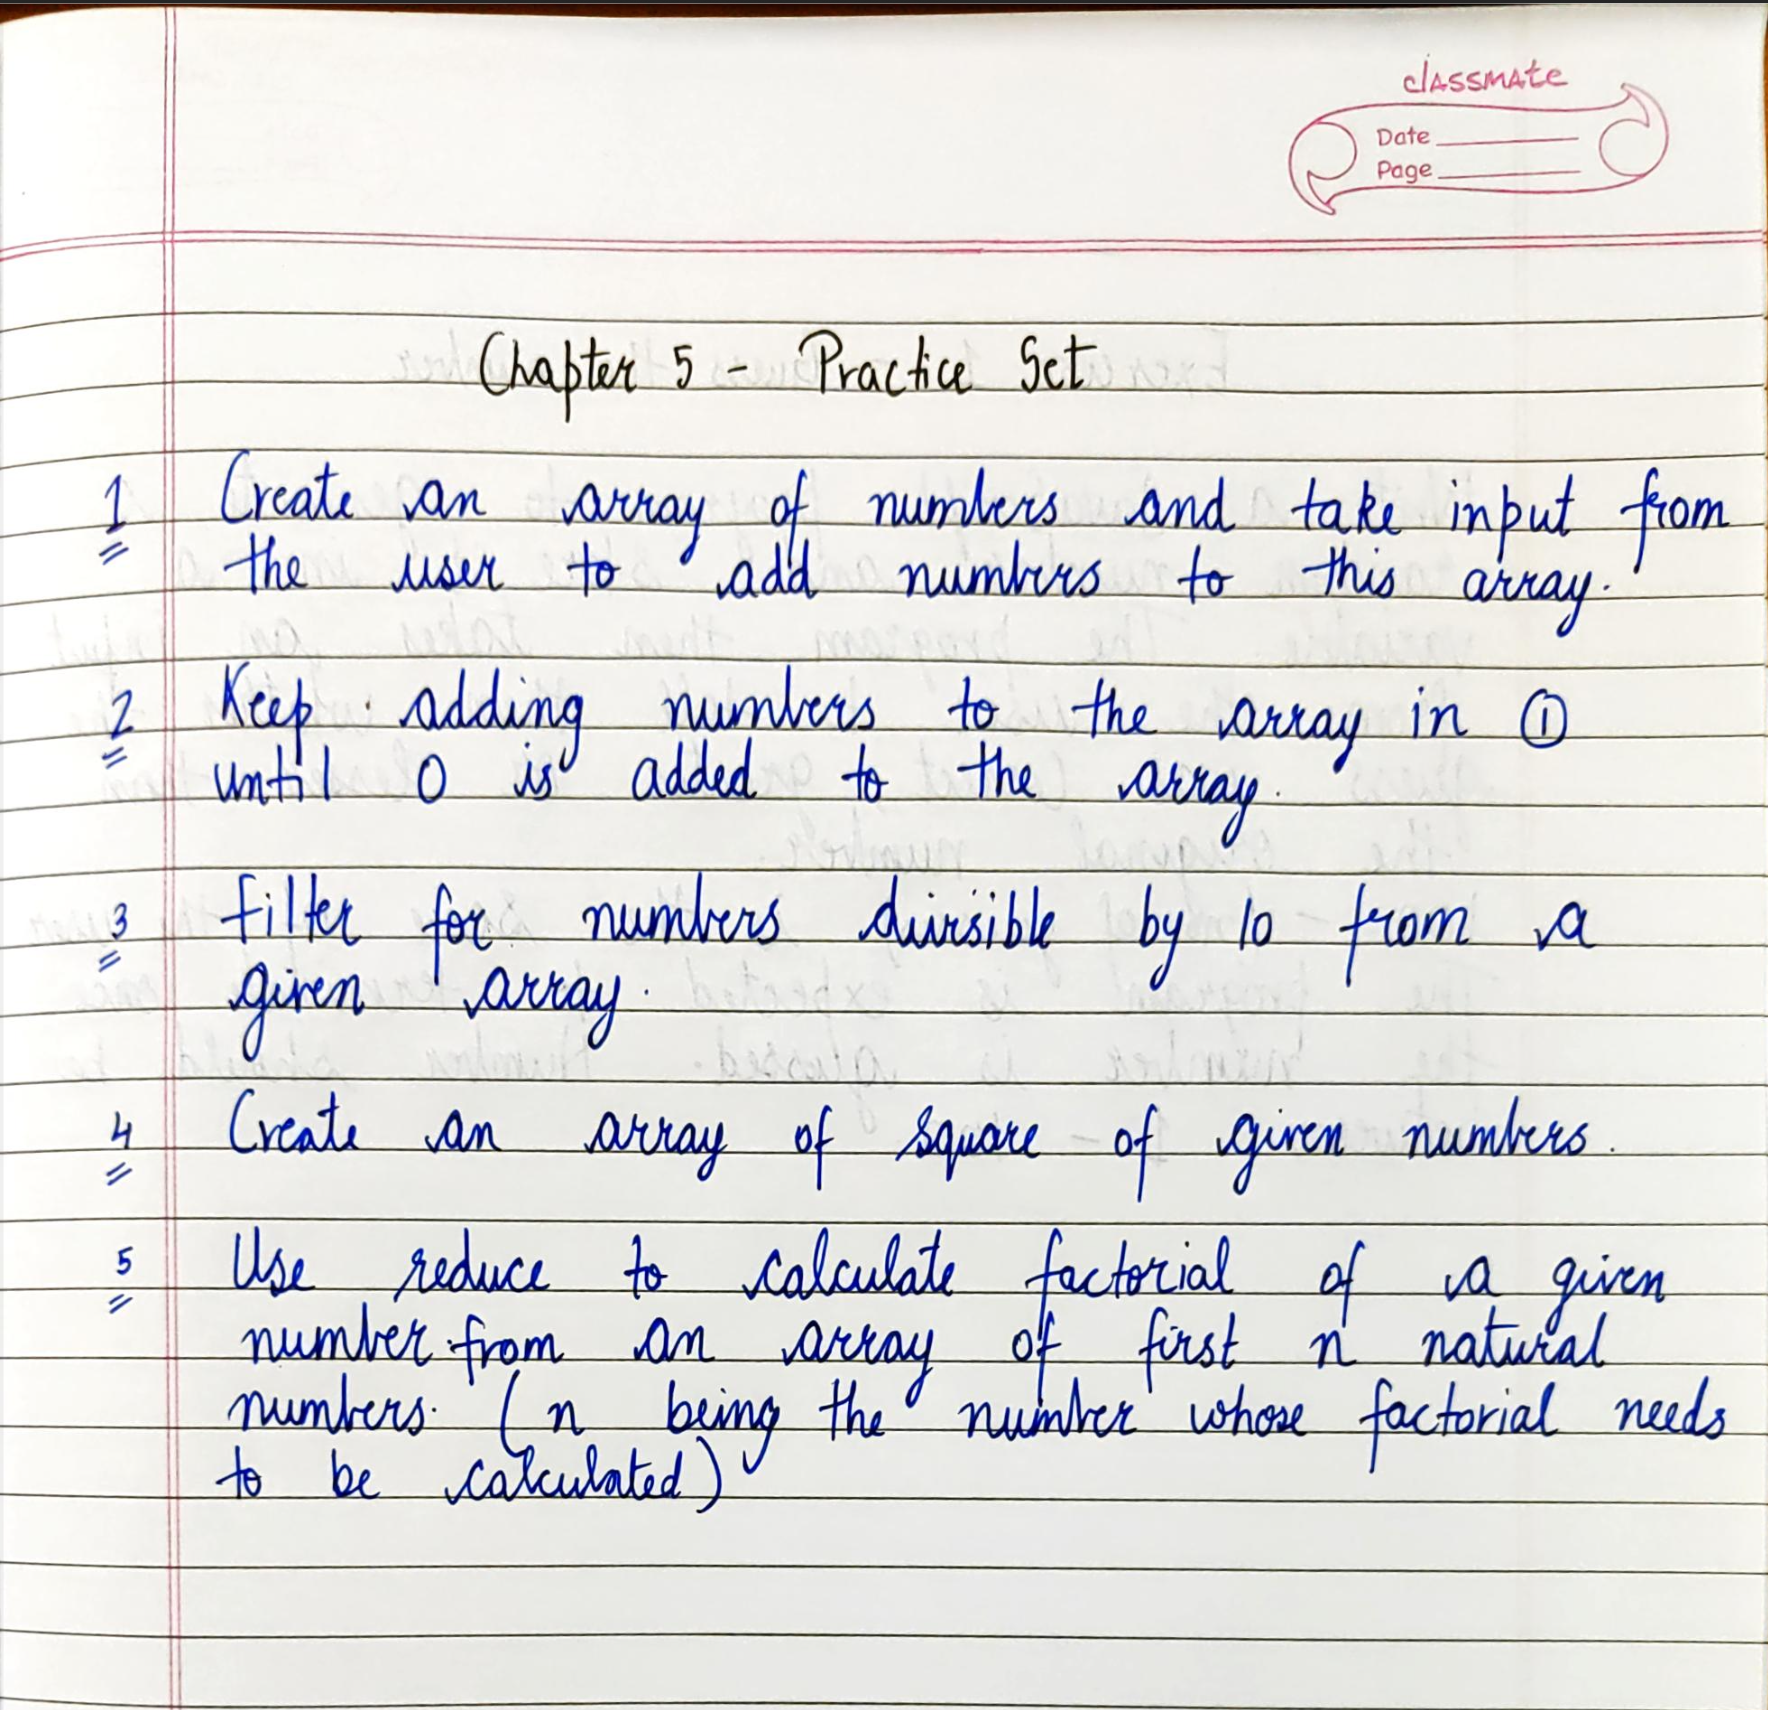 classmate
Date
Page
Chapter 5 - Practice Set
1 Create an array of numbers and take input from
the user to add numbers to this array.
2 Keep adding numbers to the array in ①
until 0 is added to the array.
3 filter for numbers divisible by 10 from a
given array.
4 Create an array of square of given numbers.
5 Use reduce to calculate factorial of a given
number from an array of first n natural
numbers. (n being the number whose factorial needs
to be calculated)